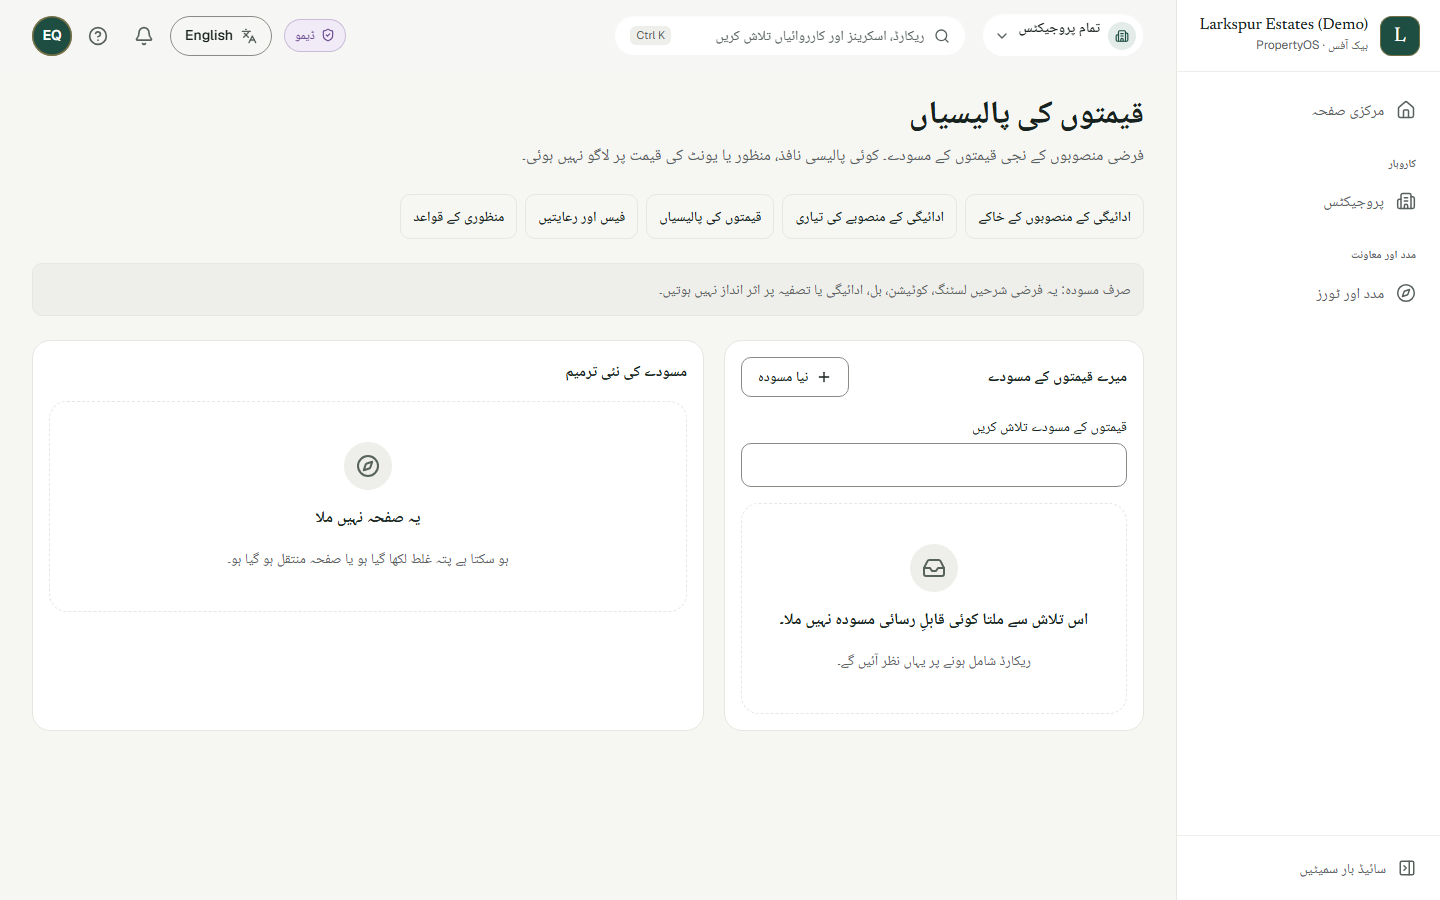 Larkspur Estates (Demo)
بیک آفس · PropertyOS
L
مرکزی صفحہ
کاروبار
پروجیکٹس
مدد اور معاونت
مدد اور ٹورز
سائیڈ بار سمیٹیں
تمام پروجیکٹس
ریکارڈ، اسکرینز اور کارروائیاں تلاش کریں
Ctrl K
ڈیمو
English
EQ
قیمتوں کی پالیسیاں
فرضی منصوبوں کے نجی قیمتوں کے مسودے۔ کوئی پالیسی نافذ، منظور یا یونٹ کی قیمت پر لاگو نہیں ہوئی۔
ادائیگی کے منصوبوں کے خاکے
ادائیگی کے منصوبے کی تیاری
قیمتوں کی پالیسیاں
فیس اور رعایتیں
منظوری کے قواعد
صرف مسودہ: یہ فرضی شرحیں لسٹنگ، کوٹیشن، بل، ادائیگی یا تصفیہ پر اثر انداز نہیں ہوتیں۔
میرے قیمتوں کے مسودے
نیا مسودہ
قیمتوں کے مسودے تلاش کریں
اس تلاش سے ملتا کوئی قابلِ رسائی مسودہ نہیں ملا۔
ریکارڈ شامل ہونے پر یہاں نظر آئیں گے۔
مسودے کی نئی ترمیم
یہ صفحہ نہیں ملا
ہو سکتا ہے پتہ غلط لکھا گیا ہو یا صفحہ منتقل ہو گیا ہو۔